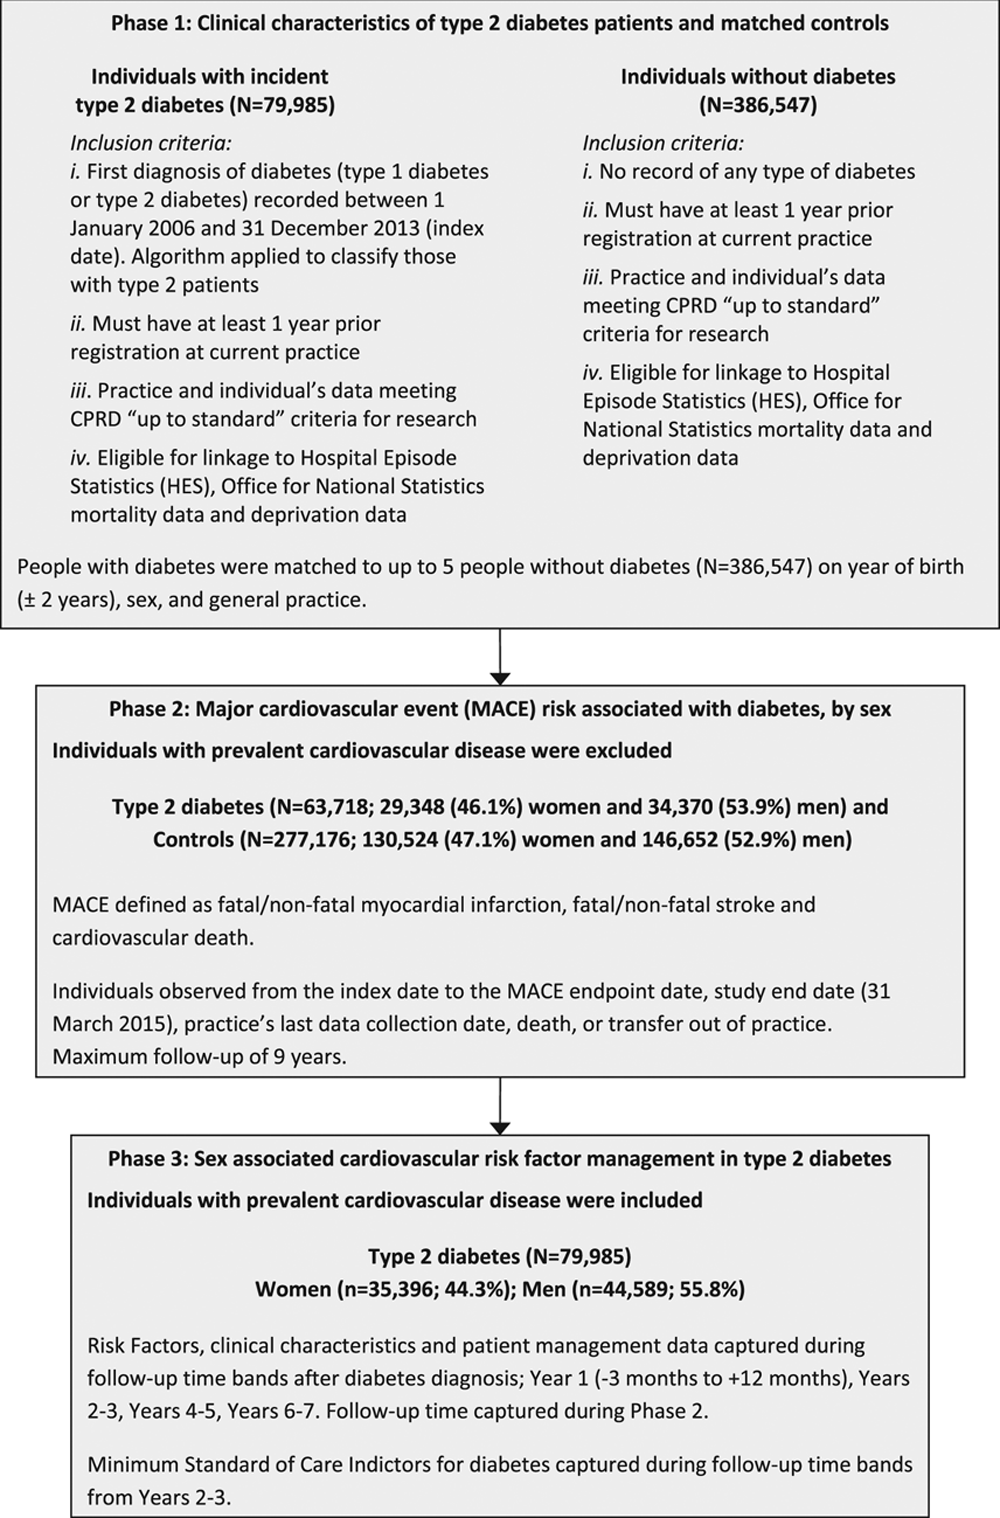 Phase 1: Clinical characteristics of type 2 diabetes patients and matched controls
Individuals with incident
type 2 diabetes (N=79,985)
Inclusion criteria:
i. First diagnosis of diabetes (type 1 diabetes
or type 2 diabetes) recorded between 1
January 2006 and 31 December 2013 (index
date). Algorithm applied to classify those
with type 2 patients
ii. Must have at least 1 year prior
registration at current practice
iii. Practice and individual’s data meeting
CPRD “up to standard” criteria for research
iv. Eligible for linkage to Hospital Episode
Statistics (HES), Office for National Statistics
mortality data and deprivation data
Individuals without diabetes
(N=386,547)
Inclusion criteria:
i. No record of any type of diabetes
ii. Must have at least 1 year prior
registration at current practice
iii. Practice and individual’s data
meeting CPRD “up to standard”
criteria for research
iv. Eligible for linkage to Hospital
Episode Statistics (HES), Office for
National Statistics mortality data and
deprivation data
People with diabetes were matched to up to 5 people without diabetes (N=386,547) on year of birth
(± 2 years), sex, and general practice.
Phase 2: Major cardiovascular event (MACE) risk associated with diabetes, by sex
Individuals with prevalent cardiovascular disease were excluded
Type 2 diabetes (N=63,718; 29,348 (46.1%) women and 34,370 (53.9%) men) and
Controls (N=277,176; 130,524 (47.1%) women and 146,652 (52.9%) men)
MACE defined as fatal/non-fatal myocardial infarction, fatal/non-fatal stroke and
cardiovascular death.
Individuals observed from the index date to the MACE endpoint date, study end date (31
March 2015), practice’s last data collection date, death, or transfer out of practice.
Maximum follow-up of 9 years.
Phase 3: Sex associated cardiovascular risk factor management in type 2 diabetes
Individuals with prevalent cardiovascular disease were included
Type 2 diabetes (N=79,985)
Women (n=35,396; 44.3%); Men (n=44,589; 55.8%)
Risk Factors, clinical characteristics and patient management data captured during
follow-up time bands after diabetes diagnosis; Year 1 (-3 months to +12 months), Years
2-3, Years 4-5, Years 6-7. Follow-up time captured during Phase 2.
Minimum Standard of Care Indictors for diabetes captured during follow-up time bands
from Years 2-3.